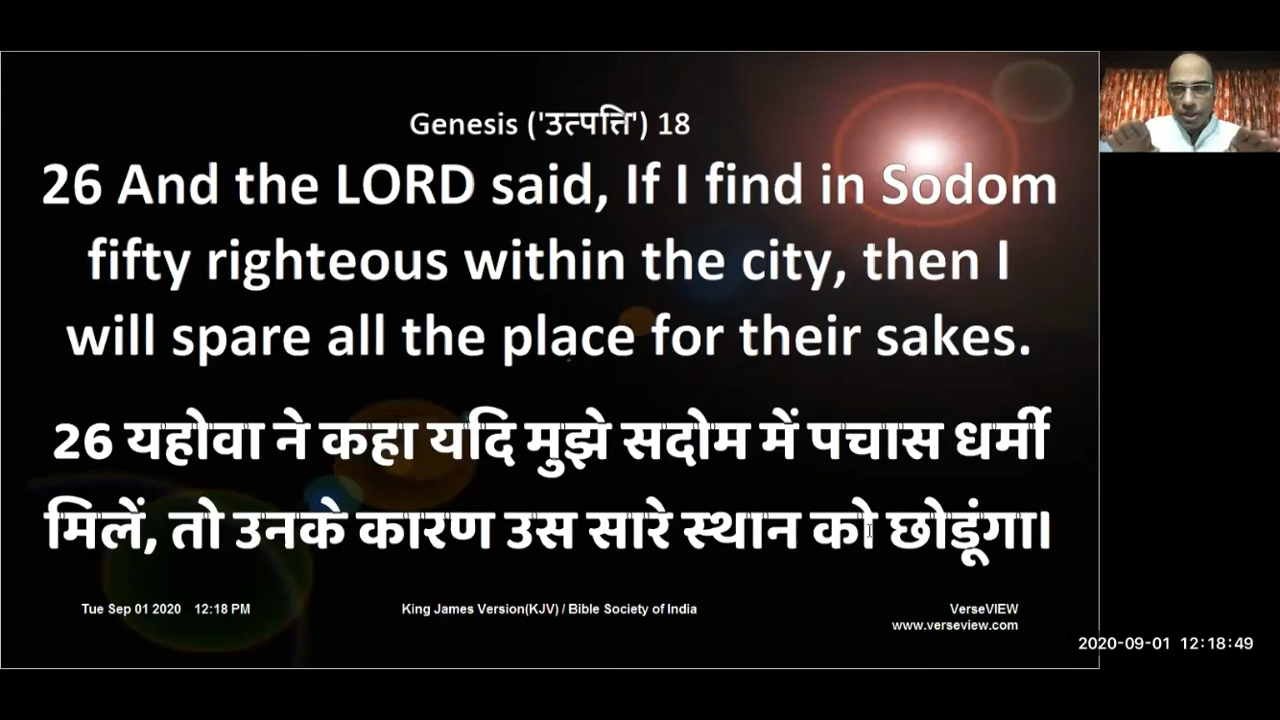 Genesis ('उत्पत्ति') 18
26 And the LORD said, If I find in Sodom
fifty righteous within the city, then I
will spare all the place for their sakes.
26 यहोवा ने कहा यदि मुझे सदोम में पचास धर्मी
मिलें, तो उनके कारण उस सारे स्थान को छोडूंगा।
Tue Sep 01 2020 12:18 PM
King James Version(KJV) / Bible Society of India
VerseVIEW
www.verseview.com
2020-09-01 12:18:49